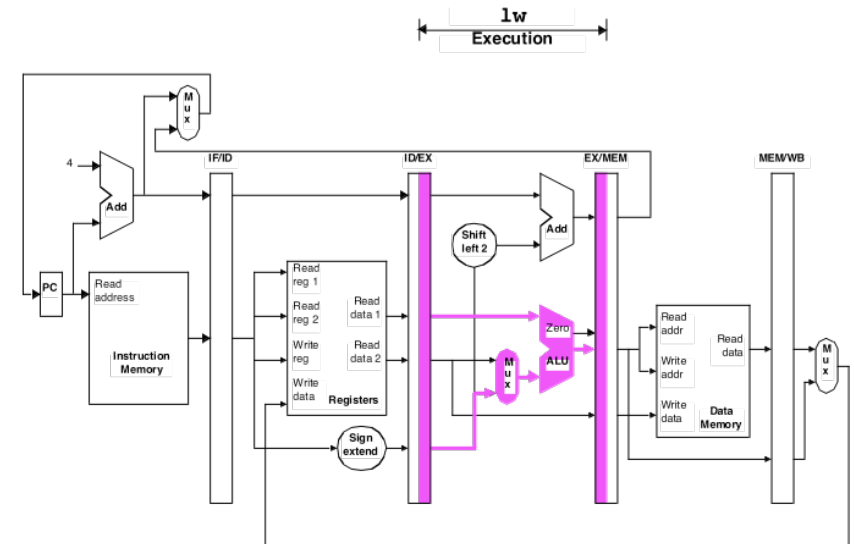 lw
Execution
M
u
x
4
Add
IF/ID
ID/EX
EX/MEM
MEM/WB
Shift
left 2
Add
PC
Read
address
Instruction
Memory
Read
reg 1
Read
reg 2
Write
reg
Write
data
Read
data 1
Read
data 2
Registers
Sign
extend
M
u
x
Zero
ALU
Read
addr
Write
addr
Write
data
Read
data
Data
Memory
M
u
x